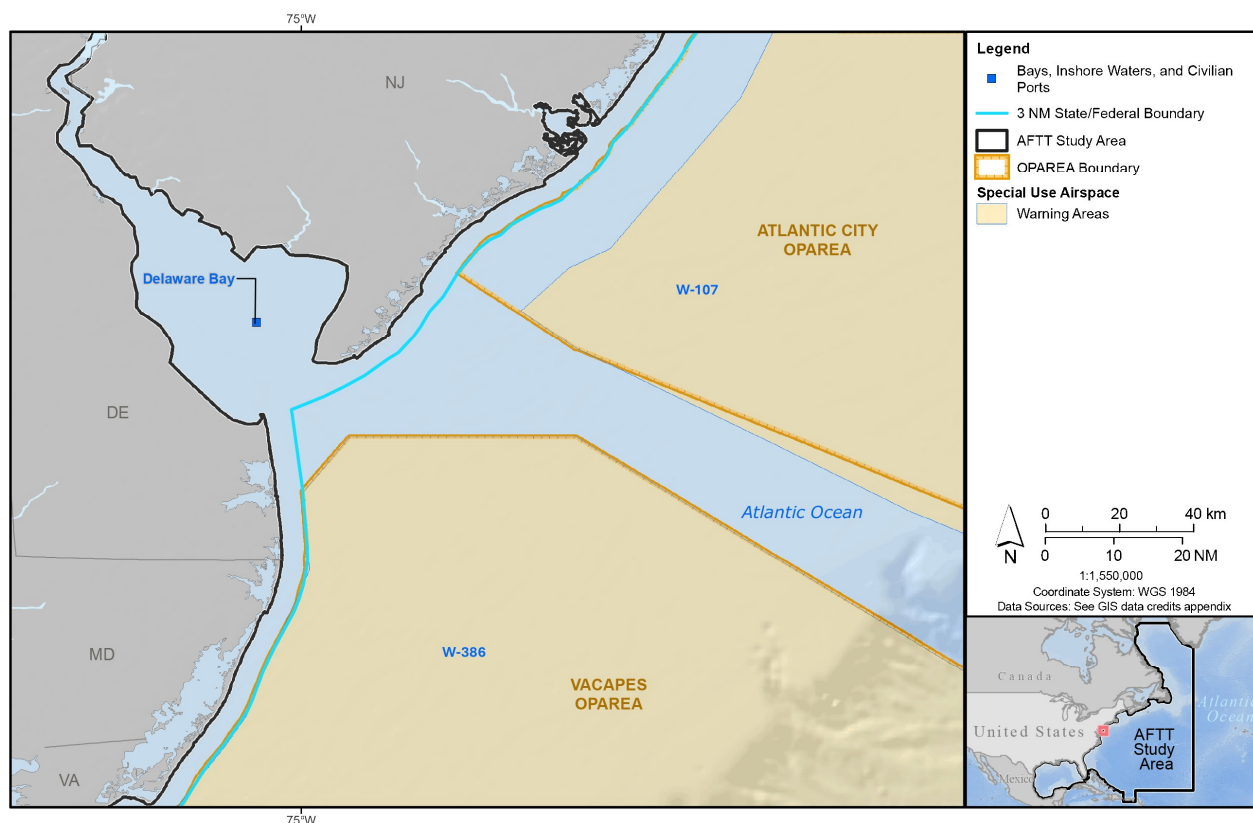 75°W
NJ
ATLANTIC CITY
OPAREA
Delaware Bay
W-107
DE
Atlantic Ocean
W-386
MD
VACAPES
OPAREA
VA
75°W
Legend
Bays, Inshore Waters, and Civilian
Ports
3 NM State/Federal Boundary
AFTT Study Area
OPAREA Boundary
Special Use Airspace
Warning Areas
N
0 20 40 km
0 10 20 NM
1:1,550,000
Coordinate System: WGS 1984
Data Sources: See GIS data credits appendix
Canada
Atlantic
Ocean
United States
AFTT
Study
Area
Mexico